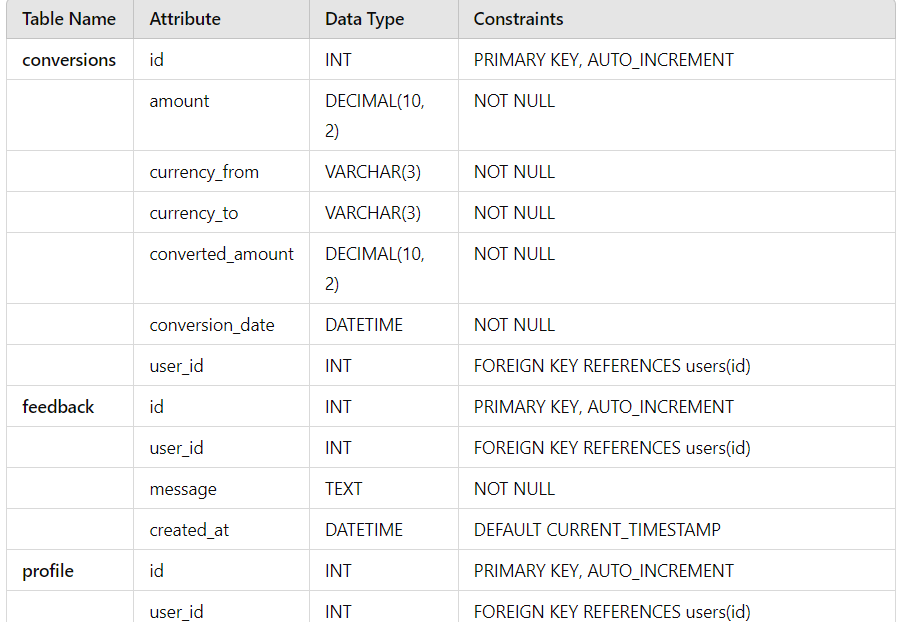 Table Name Attribute Data Type Constraints
conversions id INT PRIMARY KEY, AUTO_INCREMENT
amount DECIMAL(10, NOT NULL
2)
currency_from VARCHAR(3) NOT NULL
currency_to VARCHAR(3) NOT NULL
converted_amount DECIMAL(10, NOT NULL
2)
conversion_date DATETIME NOT NULL
user_id INT FOREIGN KEY REFERENCES users(id)
feedback id INT PRIMARY KEY, AUTO_INCREMENT
user_id INT FOREIGN KEY REFERENCES users(id)
message TEXT NOT NULL
created_at DATETIME DEFAULT CURRENT_TIMESTAMP
profile id INT PRIMARY KEY, AUTO_INCREMENT
user_id INT FOREIGN KEY REFERENCES users(id)